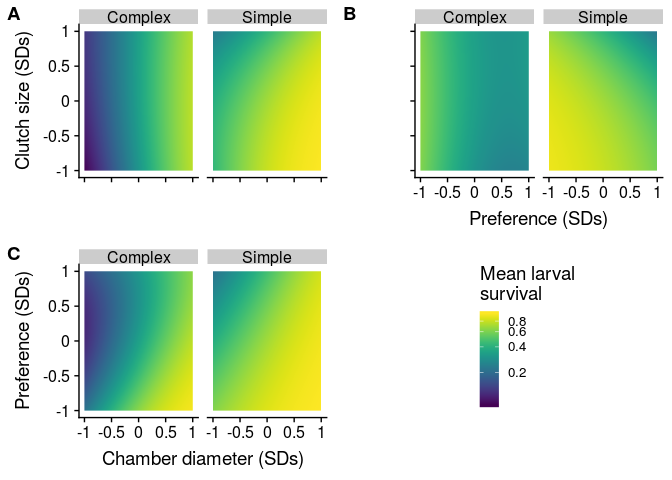 A
Complex
Simple
Clutch size (SDs)
1
0.5
0
-0.5
-1
B
Complex
Simple
-1 -0.5 0 0.5 1
-1 -0.5 0 0.5 1
Preference (SDs)
C
Complex
Simple
Preference (SDs)
1
0.5
0
-0.5
-1
-1 -0.5 0 0.5 1
-1 -0.5 0 0.5 1
Chamber diameter (SDs)
Mean larval
survival
0.8
0.6
0.4
0.2